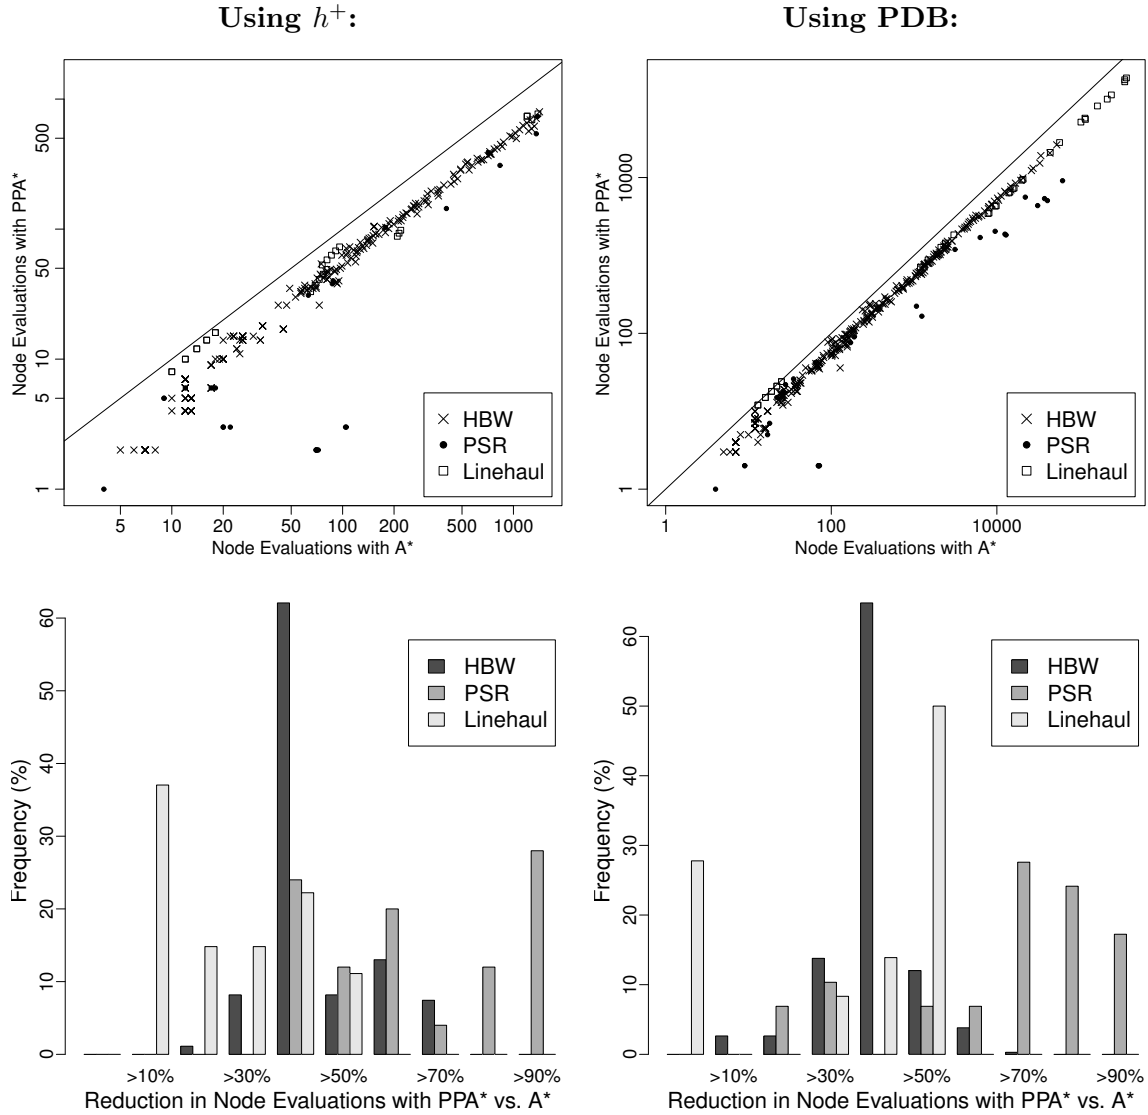 Using h+:
Using PDB:
Node Evaluations with PPA*
500
50
10
5
1
HBW
PSR
Linehaul
5 10 20 50 100 200 500 1000
Node Evaluations with A*
Node Evaluations with PPA*
10000
100
1
HBW
PSR
Linehaul
1 100 10000
Node Evaluations with A*
Frequency (%)
60
50
40
30
20
10
0
HBW
PSR
Linehaul
>10% >30% >50% >70% >90%
Reduction in Node Evaluations with PPA* vs. A*
Frequency (%)
60
50
40
30
20
10
0
HBW
PSR
Linehaul
>10% >30% >50% >70% >90%
Reduction in Node Evaluations with PPA* vs. A*